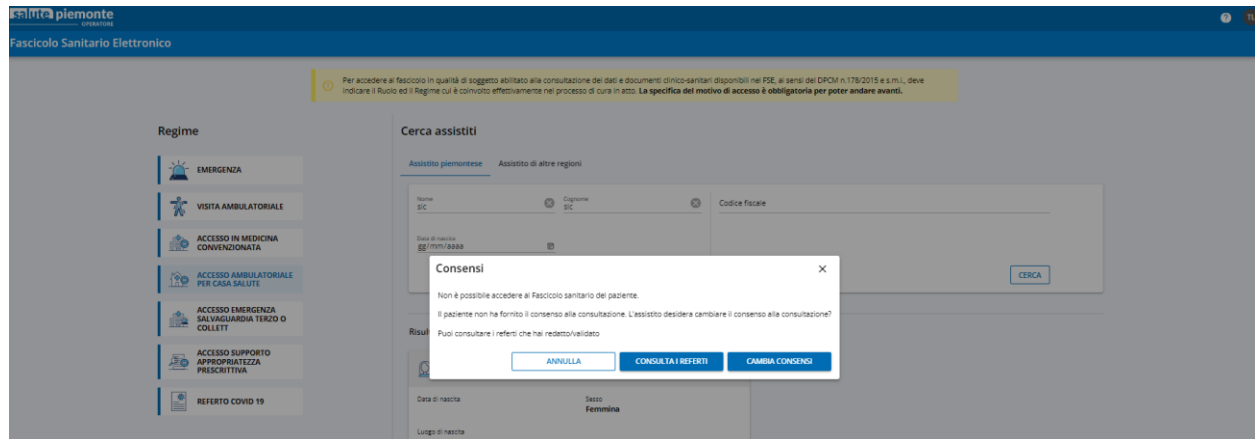 salute piemonte
OPERATORE
Fascicolo Sanitario Elettronico
Per accedere al fascicolo in qualità di soggetto abilitato alla consultazione dei dati e documenti clinico-sanitari disponibili nel FSE, ai sensi del DPCM n.178/2015 e s.m.i., deve
indicare il Ruolo ed il Regime cui è coinvolto effettivamente nel processo di cura in atto. La specifica del motivo di accesso è obbligatoria per poter andare avanti.
Regime
EMERGENZA
VISITA AMBULATORIALE
ACCESSO IN MEDICINA
CONVENZIONATA
ACCESSO AMBULATORIALE
PER CASA SALUTE
ACCESSO EMERGENZA
SALVAGUARDIA TERZO O
COLLETT
ACCESSO SUPPORTO
APPROPRIATEZZA
PRESCRITTIVA
REFERTO COVID 19
Cerca assistiti
Assistito piemontese Assistito di altre regioni
Nome
sic
Cognome
sic
Codice fiscale
Data di nascita
gg/mm/aaaa
CERCA
Consensi
Non è possibile accedere al Fascicolo sanitario del paziente.
Il paziente non ha fornito il consenso alla consultazione. L'assistito desidera cambiare il consenso alla consultazione?
Puoi consultare i referti che hai redatto/validato
ANNULLA CONSULTA I REFERTI CAMBIA CONSENSI
Data di nascita
Sesso
Femmina
Luogo di nascita